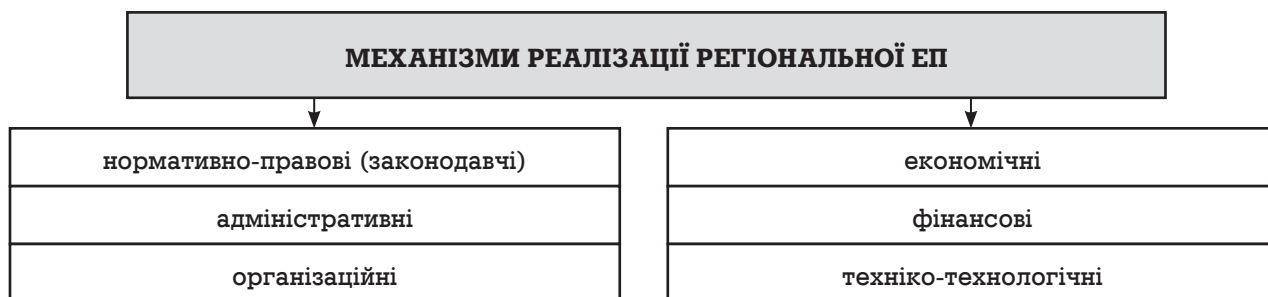 МЕХАНІЗМИ РЕАЛІЗАЦІЇ РЕГІОНАЛЬНОЇ ЕП
нормативно-правові (законодавчі)
адміністративні
організаційні
економічні
фінансові
техніко-технологічні